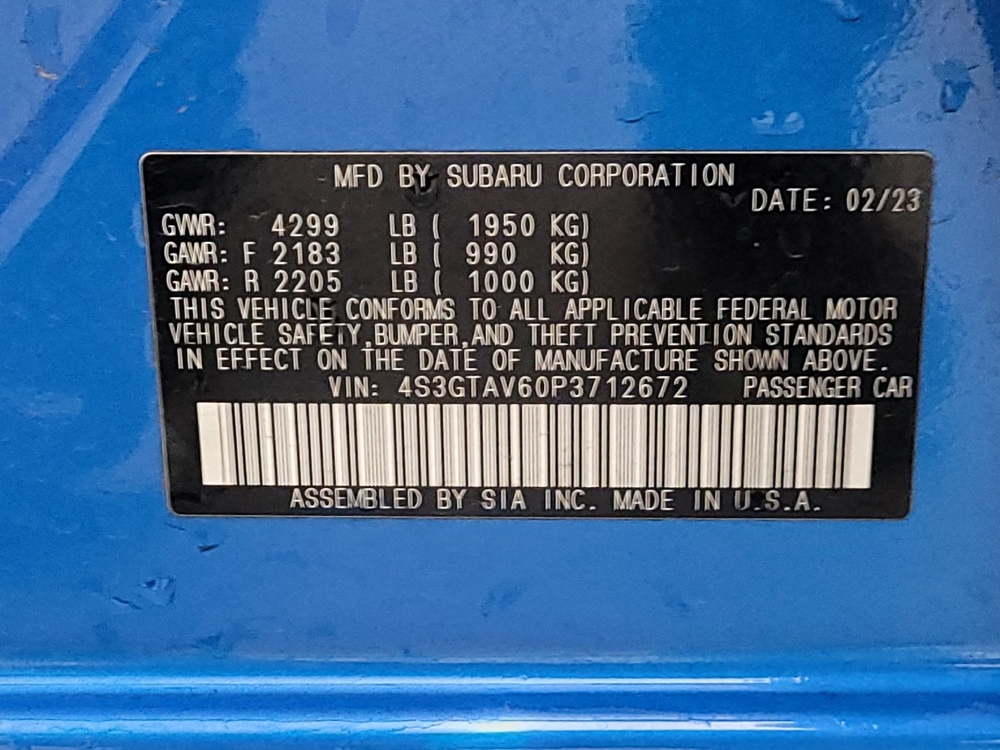 MFD BY SUBARU CORPORATION
DATE: 02/23
GVWR: 4299 LB ( 1950 KG)
GAWR: F 2183 LB ( 990 KG)
GAWR: R 2205 LB ( 1000 KG)
THIS VEHICLE CONFORMS TO ALL APPLICABLE FEDERAL MOTOR
VEHICLE SAFETY,BUMPER,AND THEFT PREVENTION STANDARDS
IN EFFECT ON THE DATE OF MANUFACTURE SHOWN ABOVE.
VIN: 4S3GTAV60P3712672 PASSENGER CAR
ASSEMBLED BY SIA INC. MADE IN U.S.A.